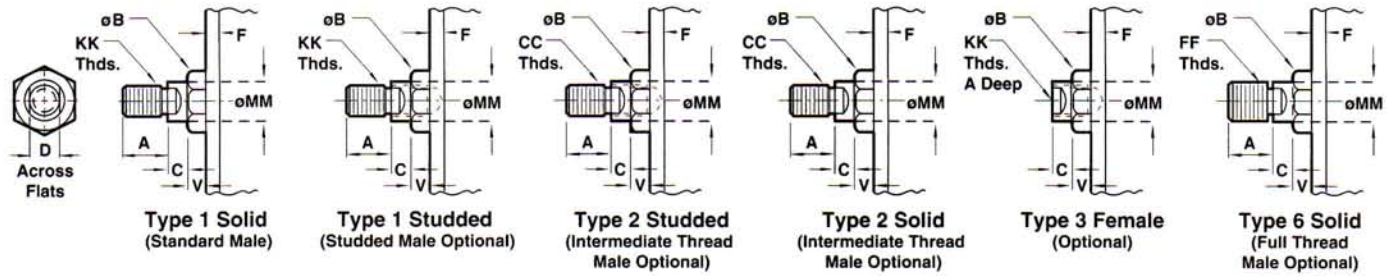 D
Across
Flats
øB
KK
Thds.
F
øMM
A
C
V
Type 1 Solid
(Standard Male)
øB
KK
Thds.
F
øMM
A
C
V
Type 1 Studded
(Studded Male Optional)
øB
CC
Thds.
F
øMM
A
C
V
Type 2 Studded
(Intermediate Thread
Male Optional)
øB
CC
Thds.
F
øMM
A
C
V
Type 2 Solid
(Intermediate Thread
Male Optional)
øB
KK
Thds.
A Deep
F
øMM
C
V
Type 3 Female
(Optional)
øB
FF
Thds.
F
øMM
A
C
V
Type 6 Solid
(Full Thread
Male Optional)